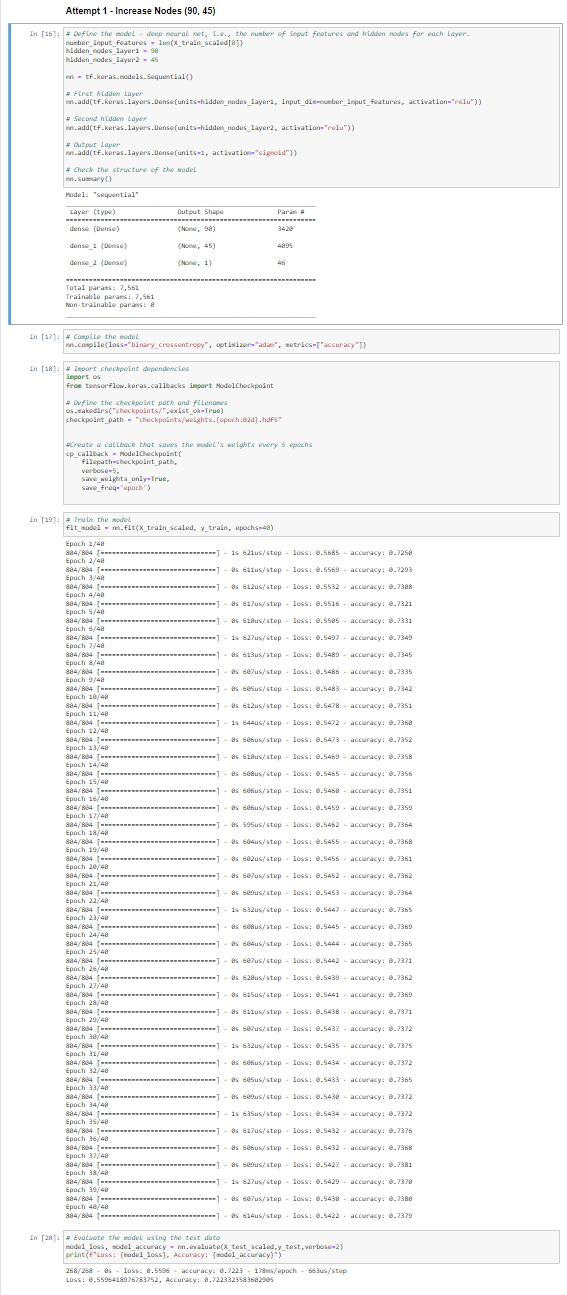 Attempt 1 - Increase Nodes (90, 45)
In [16]: # Define the model - deep neural net, i.e., the number of input features and hidden nodes for each layer.
number_input_features = len(X_train_scaled[0])
hidden_nodes_layer1 = 90
hidden_nodes_layer2 = 45
nn = tf.keras.models.Sequential()
# First hidden layer
nn.add(tf.keras.layers.Dense(units=hidden_nodes_layer1, input_dim=number_input_features, activation="relu"))
# Second hidden layer
nn.add(tf.keras.layers.Dense(units=hidden_nodes_layer2, activation="relu"))
# Output layer
nn.add(tf.keras.layers.Dense(units=1, activation="sigmoid"))
# Check the structure of the model
nn.summary()
Model: "sequential"
Layer (type) Output Shape Param #
=================================================================
dense (Dense) (None, 90) 3420
dense_1 (Dense) (None, 45) 4095
dense_2 (Dense) (None, 1) 46
=================================================================
Total params: 7,561
Trainable params: 7,561
Non-trainable params: 0
In [17]: # Compile the model
nn.compile(loss="binary_crossentropy", optimizer="adam", metrics=["accuracy"])
In [18]: # Import checkpoint dependencies
import os
from tensorflow.keras.callbacks import ModelCheckpoint
# Define the checkpoint path and filenames
os.makedirs("checkpoints/",exist_ok=True)
checkpoint_path = "checkpoints/weights.{epoch:02d}.hdf5"
#Create a callback that saves the model's weights every 5 epochs
cp_callback = ModelCheckpoint(
filepath=checkpoint_path,
verbose=5,
save_weights_only=True,
save_freq='epoch')
In [19]: # Train the model
fit_model = nn.fit(X_train_scaled, y_train, epochs=40)
Epoch 1/40
804/804 [==============================] - 1s 621us/step - loss: 0.5685 - accuracy: 0.7250
Epoch 2/40
804/804 [==============================] - 0s 611us/step - loss: 0.5569 - accuracy: 0.7293
Epoch 3/40
804/804 [==============================] - 0s 612us/step - loss: 0.5532 - accuracy: 0.7308
Epoch 4/40
804/804 [==============================] - 0s 617us/step - loss: 0.5516 - accuracy: 0.7321
Epoch 5/40
804/804 [==============================] - 0s 610us/step - loss: 0.5505 - accuracy: 0.7331
Epoch 6/40
804/804 [==============================] - 1s 627us/step - loss: 0.5497 - accuracy: 0.7349
Epoch 7/40
804/804 [==============================] - 0s 613us/step - loss: 0.5489 - accuracy: 0.7345
Epoch 8/40
804/804 [==============================] - 0s 607us/step - loss: 0.5486 - accuracy: 0.7335
Epoch 9/40
804/804 [==============================] - 0s 605us/step - loss: 0.5483 - accuracy: 0.7342
Epoch 10/40
804/804 [==============================] - 0s 612us/step - loss: 0.5478 - accuracy: 0.7351
Epoch 11/40
804/804 [==============================] - 1s 644us/step - loss: 0.5472 - accuracy: 0.7360
Epoch 12/40
804/804 [==============================] - 0s 606us/step - loss: 0.5473 - accuracy: 0.7352
Epoch 13/40
804/804 [==============================] - 0s 610us/step - loss: 0.5469 - accuracy: 0.7358
Epoch 14/40
804/804 [==============================] - 0s 608us/step - loss: 0.5465 - accuracy: 0.7356
Epoch 15/40
804/804 [==============================] - 0s 606us/step - loss: 0.5460 - accuracy: 0.7351
Epoch 16/40
804/804 [==============================] - 0s 606us/step - loss: 0.5459 - accuracy: 0.7359
Epoch 17/40
804/804 [==============================] - 0s 595us/step - loss: 0.5462 - accuracy: 0.7364
Epoch 18/40
804/804 [==============================] - 0s 604us/step - loss: 0.5455 - accuracy: 0.7368
Epoch 19/40
804/804 [==============================] - 0s 602us/step - loss: 0.5456 - accuracy: 0.7361
Epoch 20/40
804/804 [==============================] - 0s 607us/step - loss: 0.5452 - accuracy: 0.7362
Epoch 21/40
804/804 [==============================] - 0s 609us/step - loss: 0.5453 - accuracy: 0.7364
Epoch 22/40
804/804 [==============================] - 1s 632us/step - loss: 0.5447 - accuracy: 0.7365
Epoch 23/40
804/804 [==============================] - 0s 608us/step - loss: 0.5445 - accuracy: 0.7369
Epoch 24/40
804/804 [==============================] - 0s 604us/step - loss: 0.5444 - accuracy: 0.7365
Epoch 25/40
804/804 [==============================] - 0s 607us/step - loss: 0.5442 - accuracy: 0.7371
Epoch 26/40
804/804 [==============================] - 0s 620us/step - loss: 0.5439 - accuracy: 0.7362
Epoch 27/40
804/804 [==============================] - 0s 615us/step - loss: 0.5441 - accuracy: 0.7369
Epoch 28/40
804/804 [==============================] - 0s 611us/step - loss: 0.5438 - accuracy: 0.7371
Epoch 29/40
804/804 [==============================] - 0s 607us/step - loss: 0.5437 - accuracy: 0.7372
Epoch 30/40
804/804 [==============================] - 1s 632us/step - loss: 0.5435 - accuracy: 0.7375
Epoch 31/40
804/804 [==============================] - 0s 606us/step - loss: 0.5434 - accuracy: 0.7372
Epoch 32/40
804/804 [==============================] - 0s 605us/step - loss: 0.5433 - accuracy: 0.7365
Epoch 33/40
804/804 [==============================] - 0s 609us/step - loss: 0.5430 - accuracy: 0.7372
Epoch 34/40
804/804 [==============================] - 1s 635us/step - loss: 0.5434 - accuracy: 0.7372
Epoch 35/40
804/804 [==============================] - 0s 617us/step - loss: 0.5432 - accuracy: 0.7376
Epoch 36/40
804/804 [==============================] - 0s 606us/step - loss: 0.5432 - accuracy: 0.7368
Epoch 37/40
804/804 [==============================] - 0s 609us/step - loss: 0.5427 - accuracy: 0.7381
Epoch 38/40
804/804 [==============================] - 1s 627us/step - loss: 0.5429 - accuracy: 0.7370
Epoch 39/40
804/804 [==============================] - 0s 607us/step - loss: 0.5430 - accuracy: 0.7380
Epoch 40/40
804/804 [==============================] - 0s 614us/step - loss: 0.5422 - accuracy: 0.7379
In [20]: # Evaluate the model using the test data
model_loss, model_accuracy = nn.evaluate(X_test_scaled,y_test,verbose=2)
print(f"Loss: {model_loss}, Accuracy: {model_accuracy}")
268/268 - 0s - loss: 0.5596 - accuracy: 0.7223 - 178ms/epoch - 663us/step
Loss: 0.5596418976783752, Accuracy: 0.7223323583602905